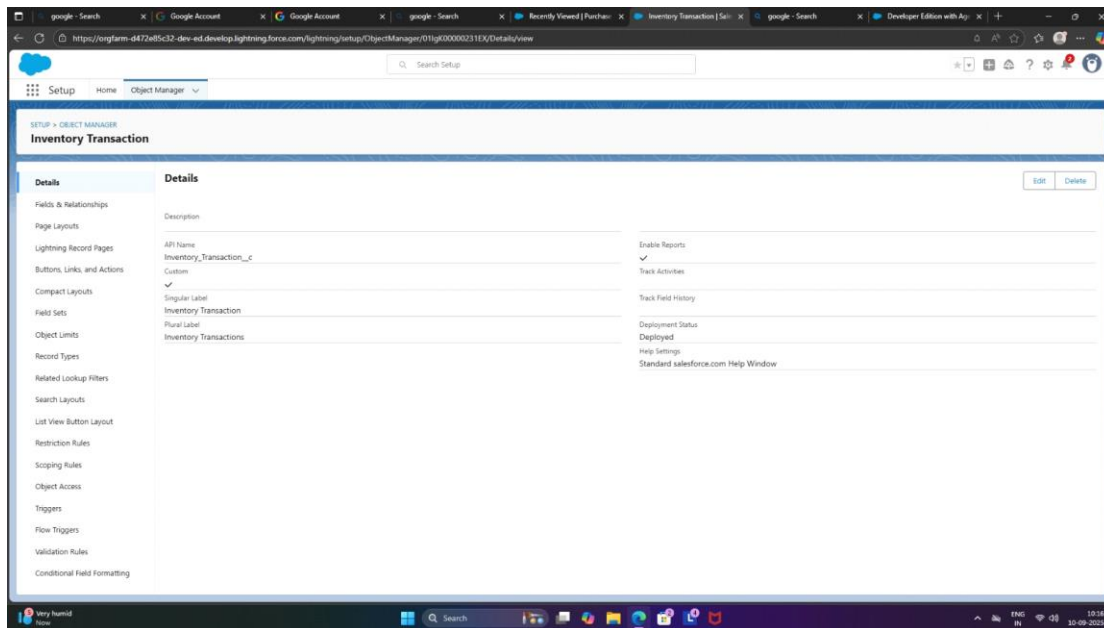 google - Search
Google Account
Google Account
google - Search
Recently Viewed | Purchase
Inventory Transaction | Sale
google - Search
Developer Edition with Ag
https://orgfarm-d472e85c32-dev-ed.develop.lightning.force.com/lightning/setup/ObjectManager/01IgK00000231EX/Details/view
Search Setup
Setup
Home
Object Manager
SETUP > OBJECT MANAGER
Inventory Transaction
Details
Fields & Relationships
Page Layouts
Lightning Record Pages
Buttons, Links, and Actions
Compact Layouts
Field Sets
Object Limits
Record Types
Related Lookup Filters
Search Layouts
List View Button Layout
Restriction Rules
Scoping Rules
Object Access
Triggers
Flow Triggers
Validation Rules
Conditional Field Formatting
Details
Edit
Delete
Description
API Name
Inventory_Transaction__c
Custom
Singular Label
Inventory Transaction
Plural Label
Inventory Transactions
Enable Reports
Track Activities
Track Field History
Deployment Status
Deployed
Help Settings
Standard salesforce.com Help Window
Very humid
Now
Search
ENG
IN
10:16
10-09-2025